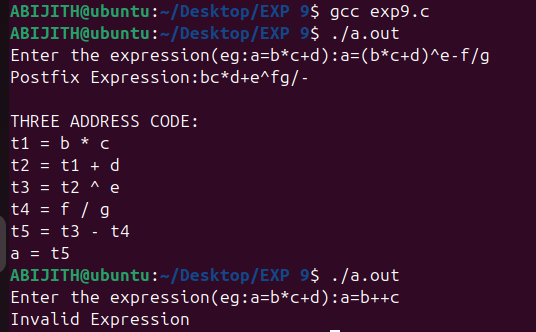 ABIJITH@ubuntu:~/Desktop/EXP 9$ gcc exp9.c
ABIJITH@ubuntu:~/Desktop/EXP 9$ ./a.out
Enter the expression(eg:a=b*c+d):a=(b*c+d)^e-f/g
Postfix Expression:bc*d+e^fg/-
THREE ADDRESS CODE:
t1 = b * c
t2 = t1 + d
t3 = t2 ^ e
t4 = f / g
t5 = t3 - t4
a = t5
ABIJITH@ubuntu:~/Desktop/EXP 9$ ./a.out
Enter the expression(eg:a=b*c+d):a=b++c
Invalid Expression